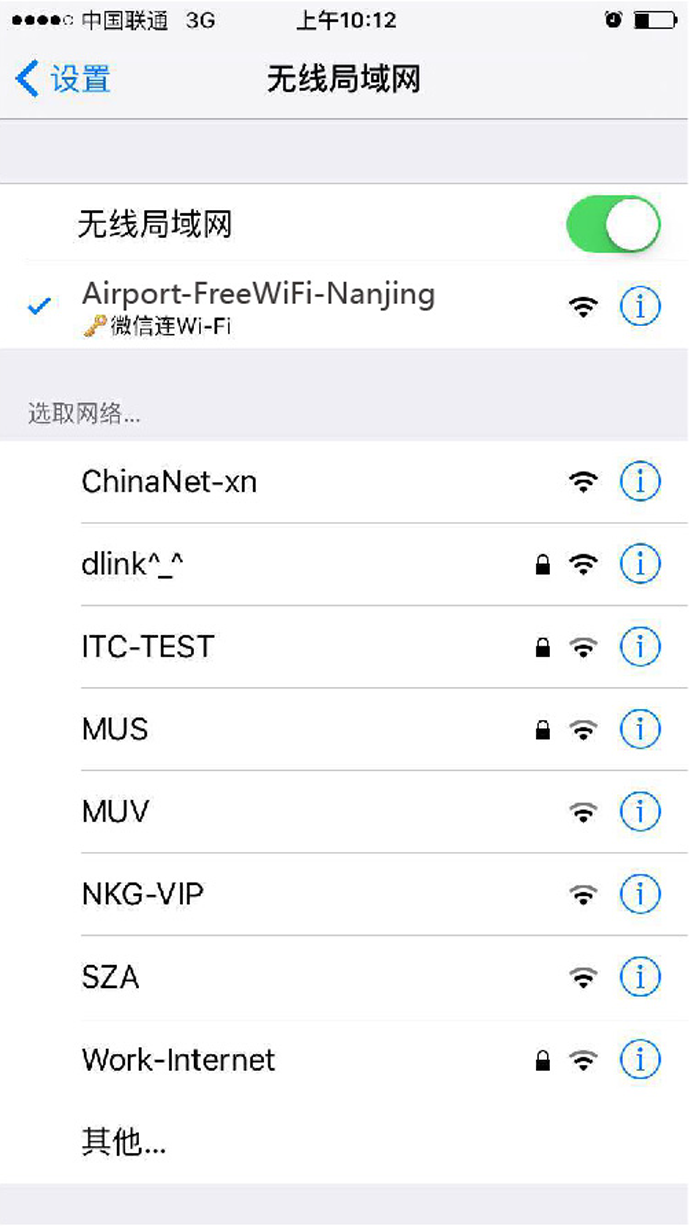 中国联通 3G 上午10:12
设置 无线局域网
无线局域网
Airport-FreeWiFi-Nanjing
微信连Wi-Fi
选取网络...
ChinaNet-xn
dlink^_^
ITC-TEST
MUS
MUV
NKG-VIP
SZA
Work-Internet
其他...